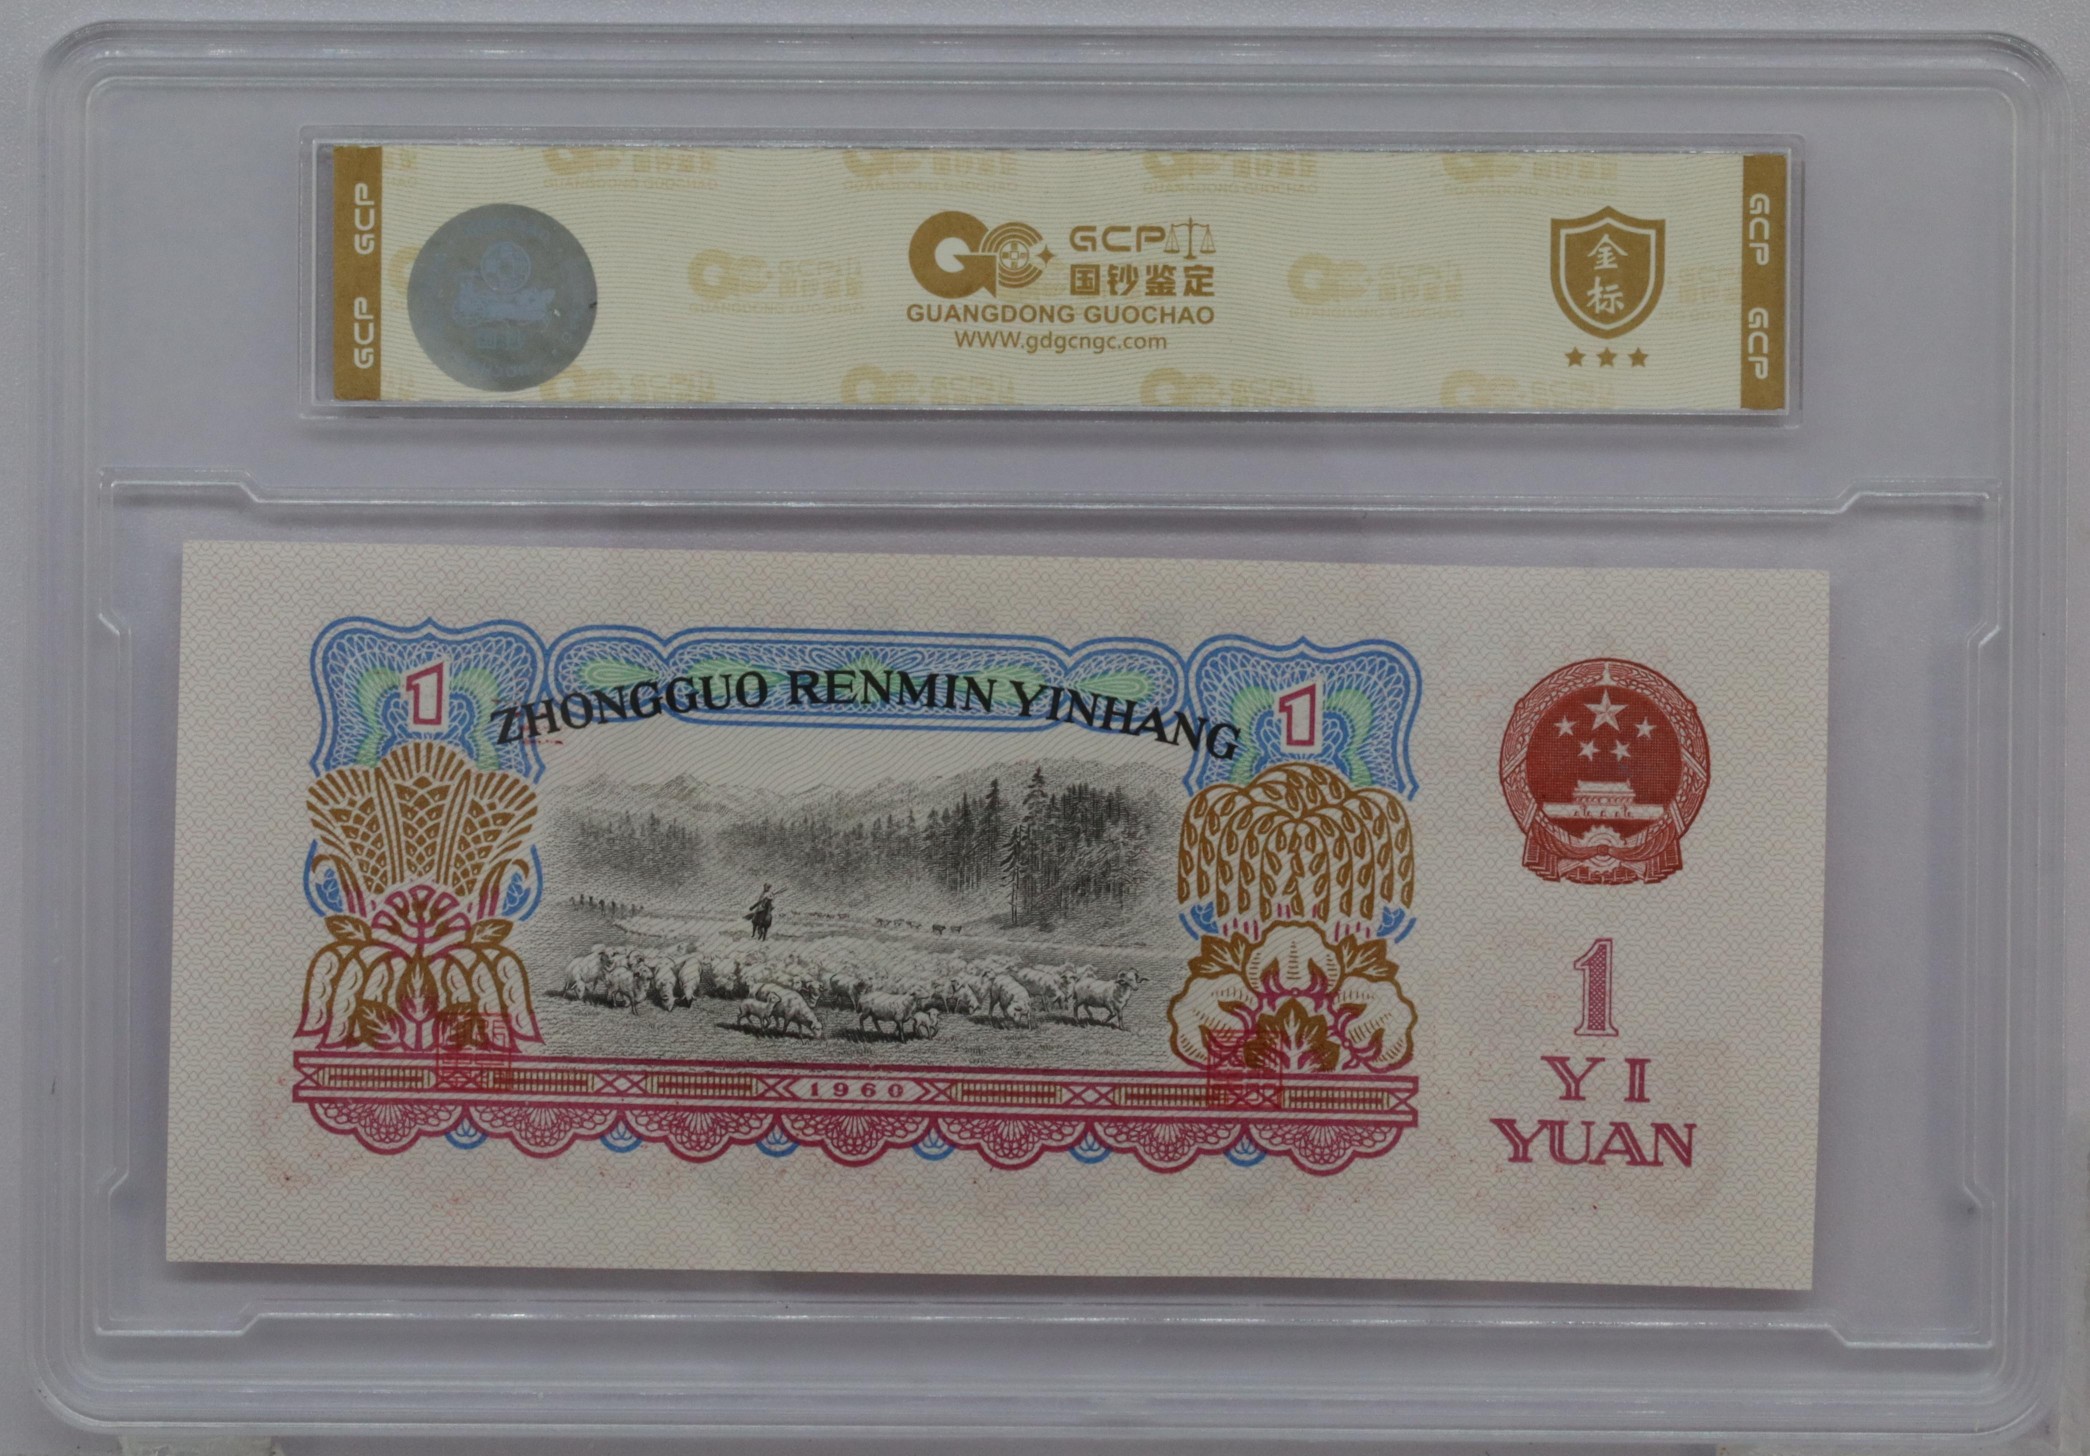 GCP GCP
GCP
国钞鉴定
GUANGDONG GUOCHAO
WWW.gdgcngc.com
金标
GCP GCP
1
ZHONGGUO RENMIN YINHANG
1
1960
1
YI
YUAN